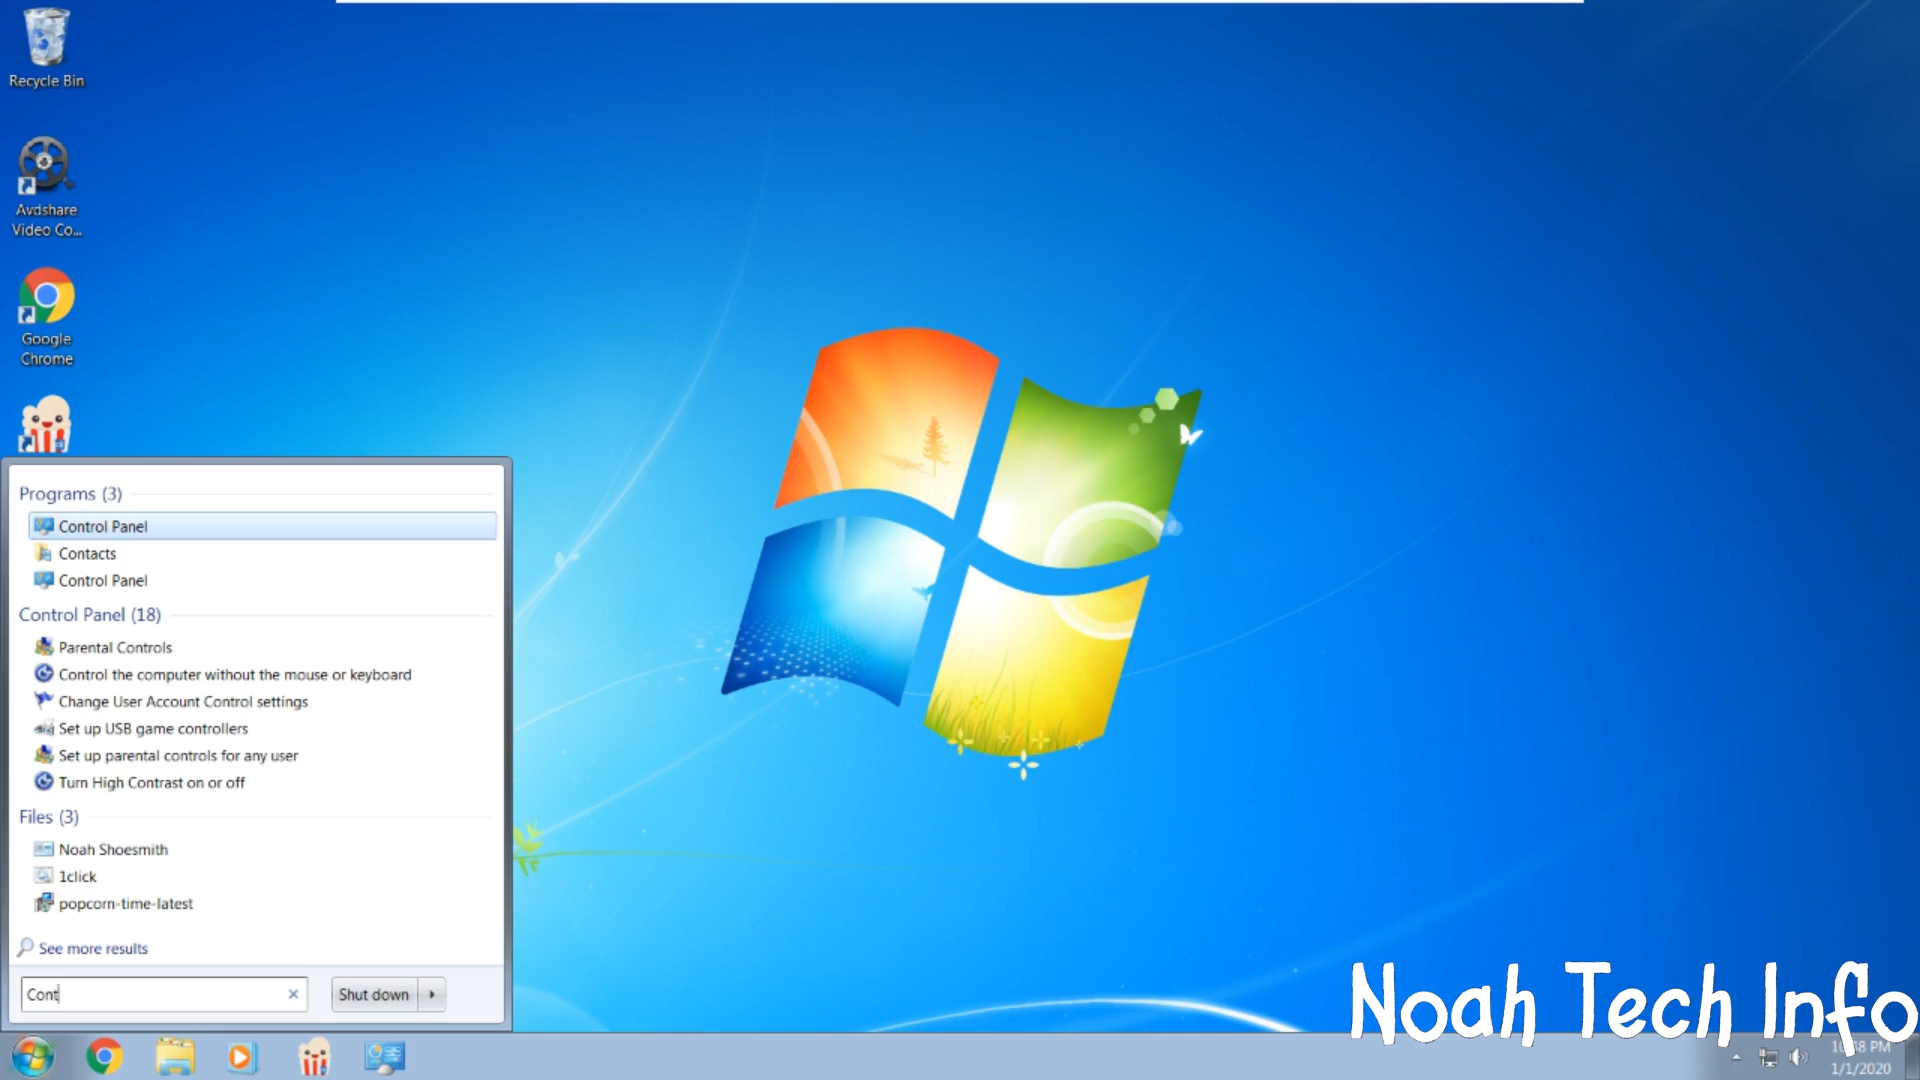 Recycle Bin
Avdshare
Video Co...
Google
Chrome
Programs (3)
Control Panel
Contacts
Control Panel
Control Panel (18)
Parental Controls
Control the computer without the mouse or keyboard
Change User Account Control settings
Set up USB game controllers
Set up parental controls for any user
Turn High Contrast on or off
Files (3)
Noah Shoesmith
1click
popcorn-time-latest
See more results
Cont
Shut down
Noah Tech Info
PM
1/1/2020